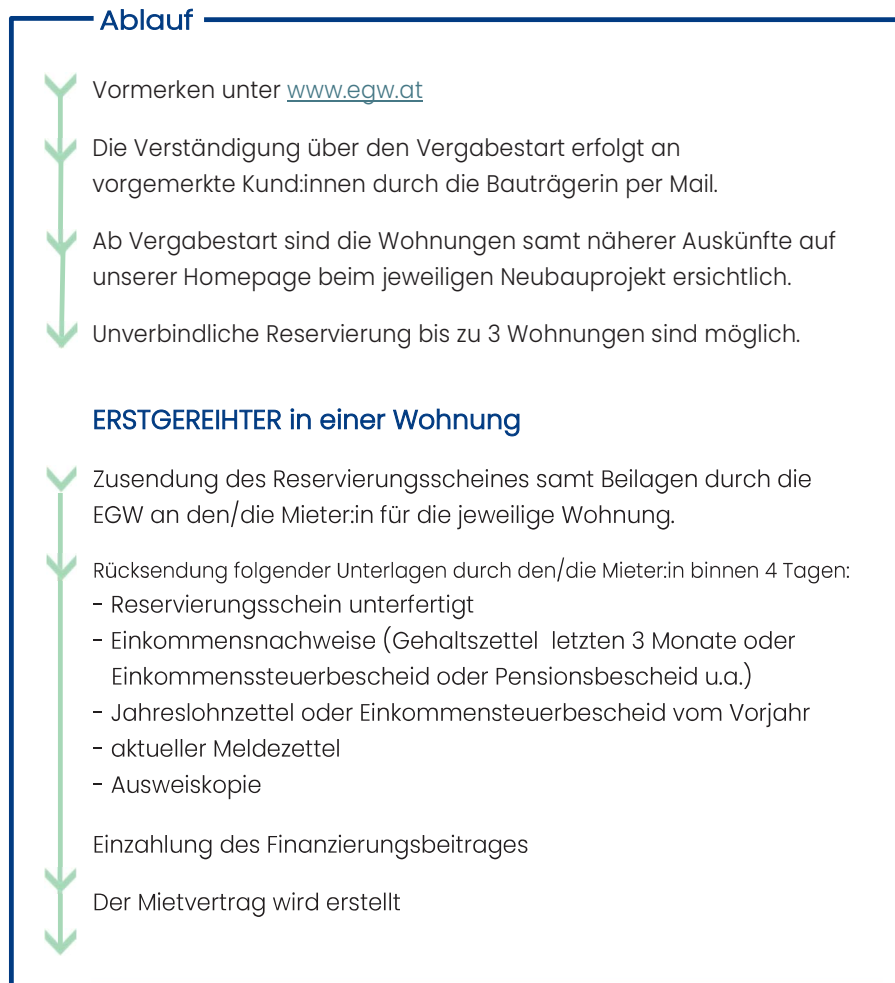 Ablauf
Vormerken unter www.egw.at
Die Verständigung über den Vergabestart erfolgt an
vorgemerkte Kund:innen durch die Bauträgerin per Mail.
Ab Vergabestart sind die Wohnungen samt näherer Auskünfte auf
unserer Homepage beim jeweiligen Neubauprojekt ersichtlich.
Unverbindliche Reservierung bis zu 3 Wohnungen sind möglich.
ERSTGEREIHTER in einer Wohnung
Zusendung des Reservierungsscheines samt Beilagen durch die
EGW an den/die Mieter:in für die jeweilige Wohnung.
Rücksendung folgender Unterlagen durch den/die Mieter:in binnen 4 Tagen:
- Reservierungsschein unterfertigt
- Einkommensnachweise (Gehaltszettel letzten 3 Monate oder
Einkommenssteuerbescheid oder Pensionsbescheid u.a.)
- Jahreslohnzettel oder Einkommensteuerbescheid vom Vorjahr
- aktueller Meldezettel
- Ausweiskopie
Einzahlung des Finanzierungsbeitrages
Der Mietvertrag wird erstellt